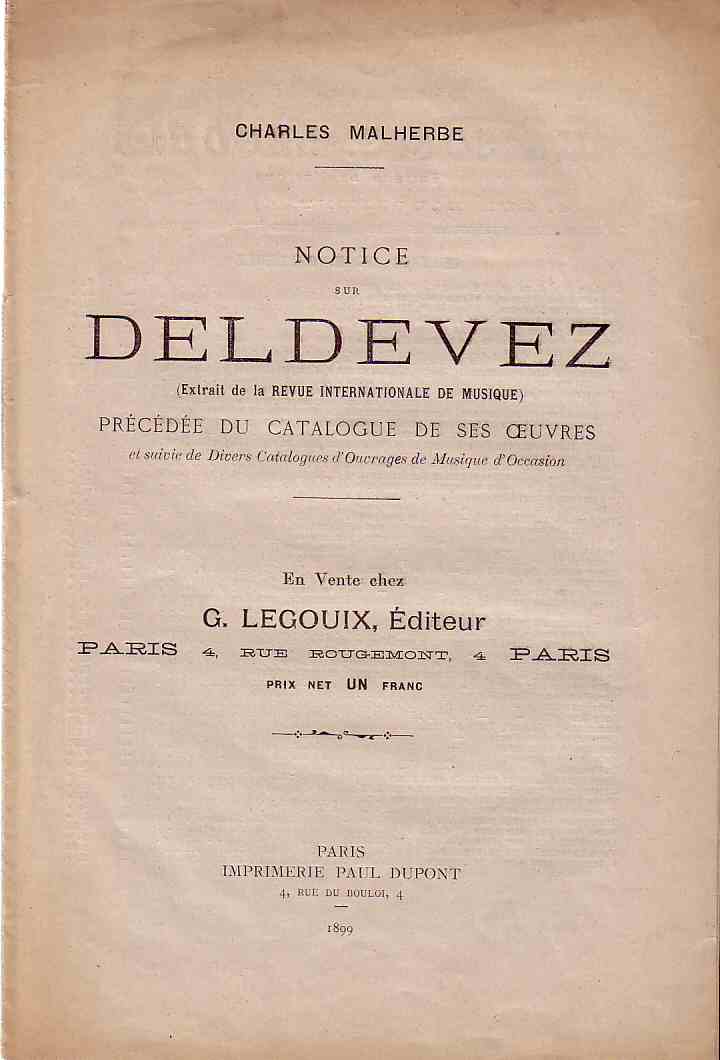 CHARLES MALHERBE
NOTICE
SUR
DELDEVEZ
(Extrait de la REVUE INTERNATIONALE DE MUSIQUE)
PRÉCÉDÉE DU CATALOGUE DE SES ŒUVRES
et suivie de Divers Catalogues d'Ouvrages de Musique d'Occasion
En Vente chez
G. LEGOUIX, Éditeur
PARIS 4, RUE ROUGEMONT, 4 PARIS
PRIX NET UN FRANC
PARIS
IMPRIMERIE PAUL DUPONT
4, RUE DU BOULOI, 4
1899